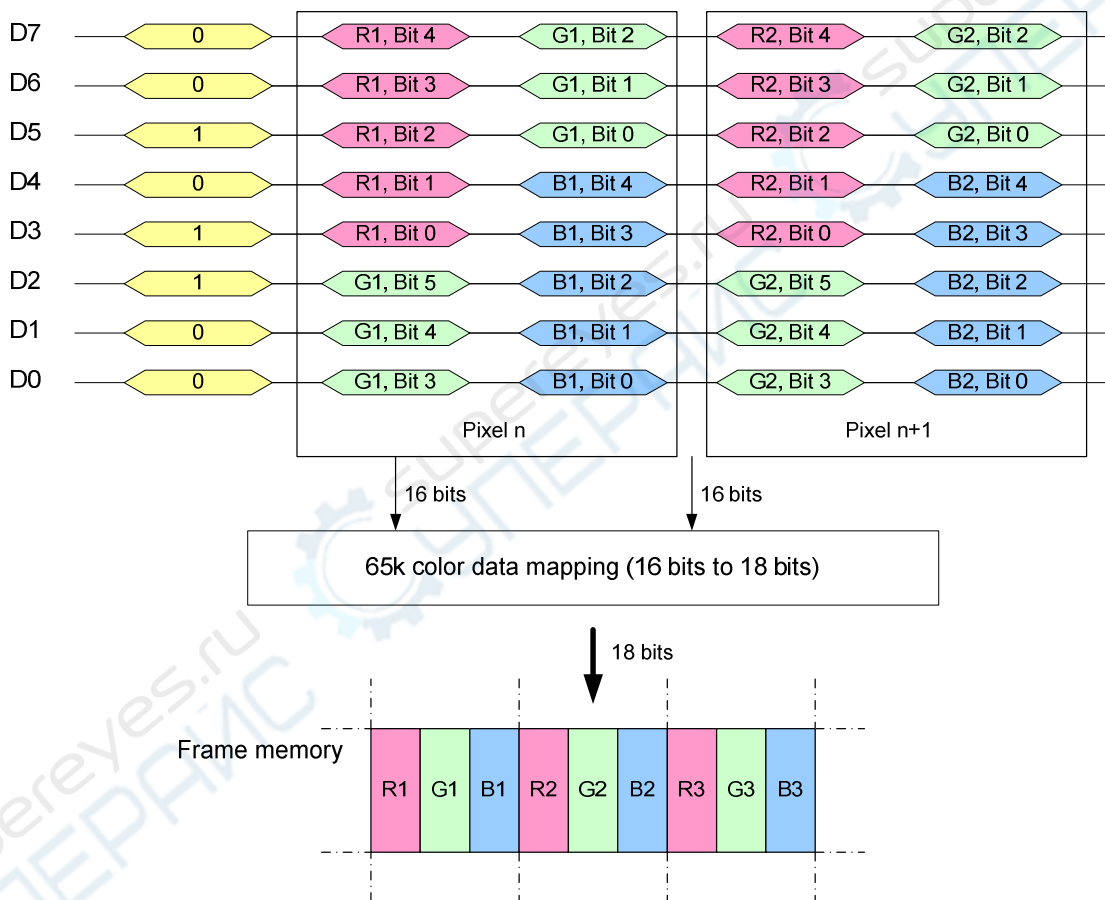 D7 0 R1, Bit 4 G1, Bit 2 R2, Bit 4 G2, Bit 2
D6 0 R1, Bit 3 G1, Bit 1 R2, Bit 3 G2, Bit 1
D5 1 R1, Bit 2 G1, Bit 0 R2, Bit 2 G2, Bit 0
D4 0 R1, Bit 1 B1, Bit 4 R2, Bit 1 B2, Bit 4
D3 1 R1, Bit 0 B1, Bit 3 R2, Bit 0 B2, Bit 3
D2 1 G1, Bit 5 B1, Bit 2 G2, Bit 5 B2, Bit 2
D1 0 G1, Bit 4 B1, Bit 1 G2, Bit 4 B2, Bit 1
D0 0 G1, Bit 3 B1, Bit 0 G2, Bit 3 B2, Bit 0
Pixel n Pixel n+1
16 bits 16 bits
65k color data mapping (16 bits to 18 bits)
18 bits
Frame memory
R1 G1 B1 R2 G2 B2 R3 G3 B3
supereyes.ru
СУПЕРАЙС